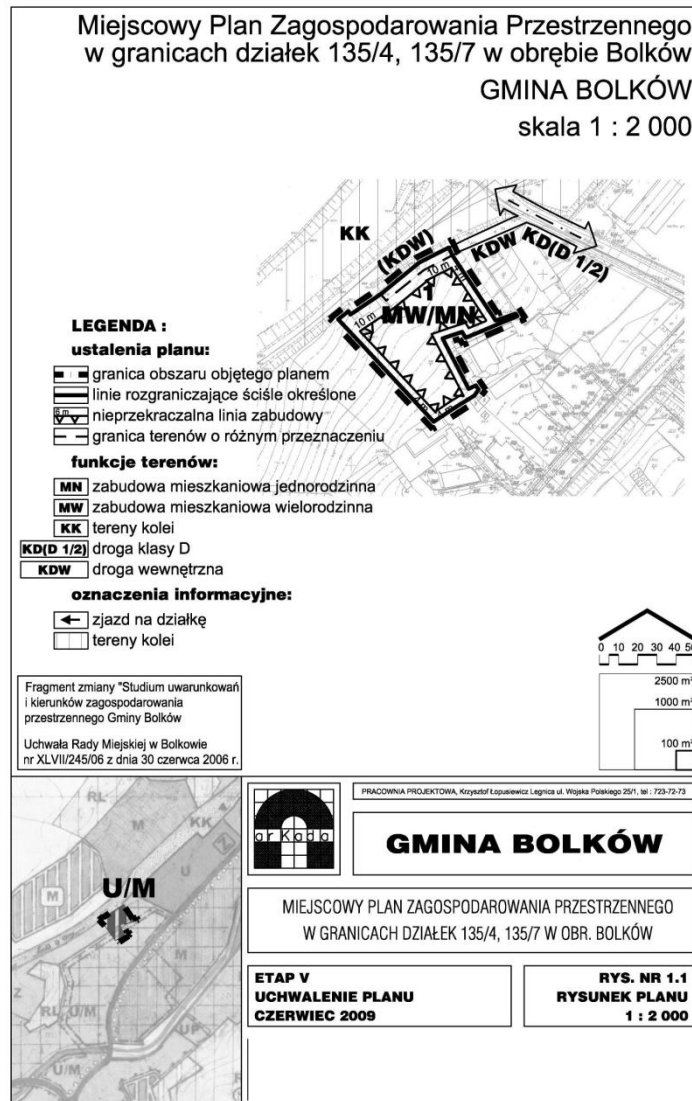 Miejscowy Plan Zagospodarowania Przestrzennego
w granicach działek 135/4, 135/7 w obrębie Bolków
GMINA BOLKÓW
skala 1 : 2 000
KK
(KDW)
KDW
KD(D 1/2)
10 m
10 m
1
MW/MN
LEGENDA :
ustalenia planu:
granica obszaru objętego planem
linie rozgraniczające ściśle określone
6 m
nieprzekraczalna linia zabudowy
granica terenów o różnym przeznaczeniu
funkcje terenów:
MN zabudowa mieszkaniowa jednorodzinna
MW zabudowa mieszkaniowa wielorodzinna
KK tereny kolei
KD(D 1/2) droga klasy D
KDW droga wewnętrzna
oznaczenia informacyjne:
zjazd na działkę
tereny kolei
0 10 20 30 40 50
2500 m²
1000 m²
100 m²
Fragment zmiany "Studium uwarunkowań
i kierunków zagospodarowania
przestrzennego Gminy Bolków
Uchwała Rady Miejskiej w Bolkowie
nr XLVII/245/06 z dnia 30 czerwca 2006 r.
RL
M
KK
Z
U
M
U/M
M
Z
RL
U/M
UP
U/M
ar Kada
PRACOWNIA PROJEKTOWA, Krzysztof Łopusiewicz Legnica ul. Wojska Polskiego 25/1, tel : 723-72-73
GMINA BOLKÓW
MIEJSCOWY PLAN ZAGOSPODAROWANIA PRZESTRZENNEGO
W GRANICACH DZIAŁEK 135/4, 135/7 W OBR. BOLKÓW
ETAP V
UCHWALENIE PLANU
CZERWIEC 2009
RYS. NR 1.1
RYSUNEK PLANU
1 : 2 000